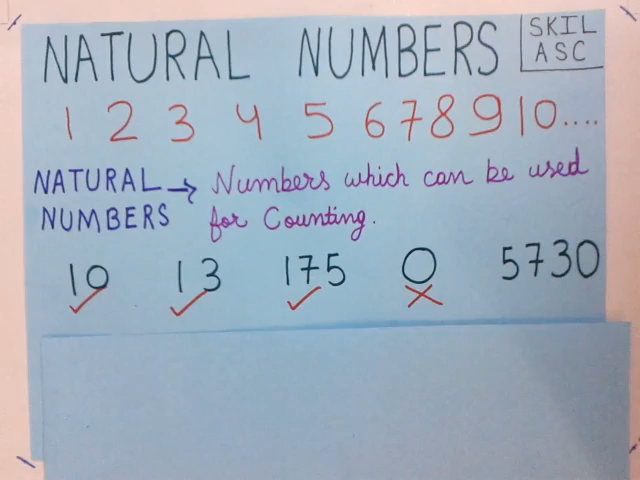 NATURAL NUMBERS
SKIL
ASC
1 2 3 4 5 6 7 8 9 10....
NATURAL → Numbers which can be used
NUMBERS for Counting.
10 13 175 0 5730
✓ ✓ ✓ ✗